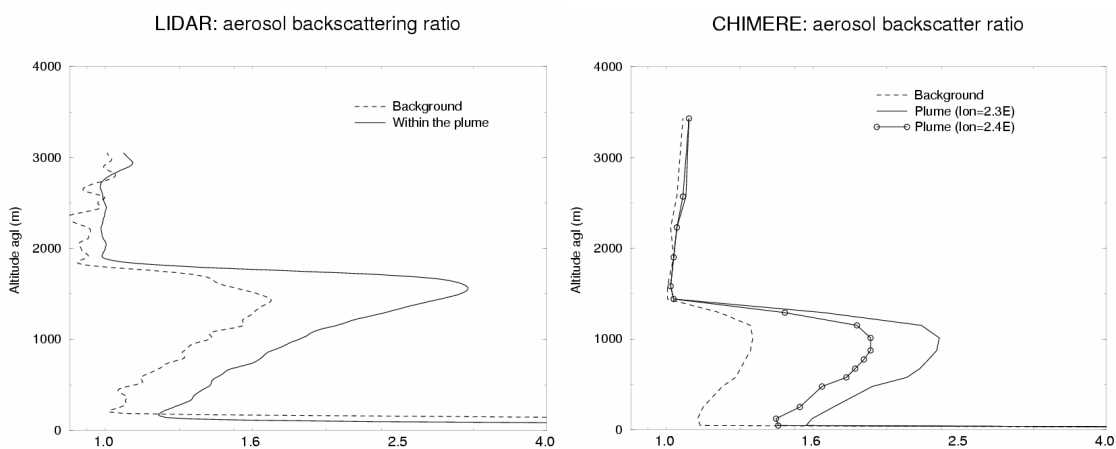 LIDAR: aerosol backscattering ratio
4000
3000
2000
1000
0
Altitude agl (m)
Background
Within the plume
1.0 1.6 2.5 4.0
CHIMERE: aerosol backscatter ratio
4000
3000
2000
1000
0
Altitude agl (m)
Background
Plume (lon=2.3E)
Plume (lon=2.4E)
1.0 1.6 2.5 4.0